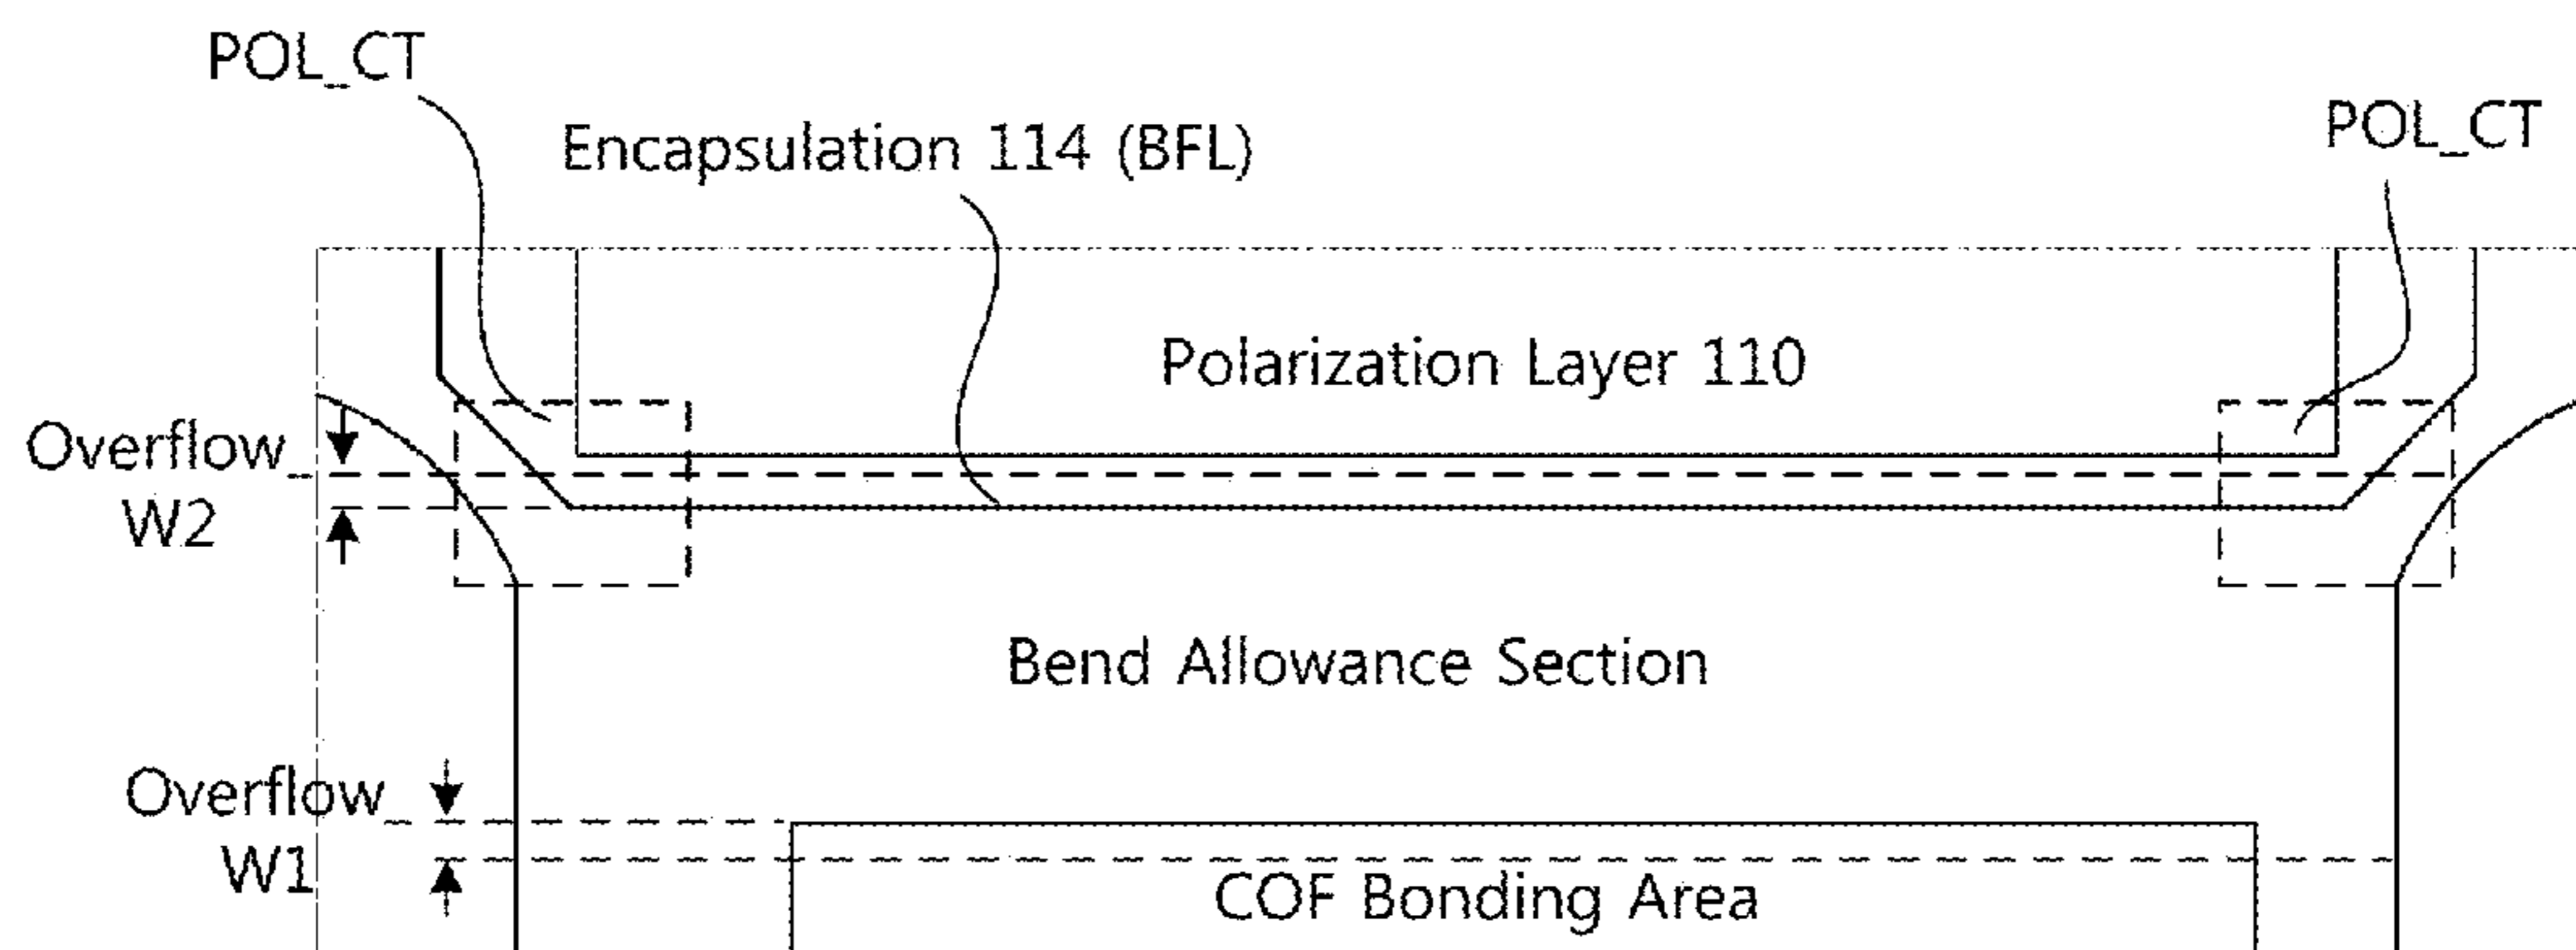 POL_CT
POL_CT
Encapsulation 114 (BFL)
Polarization Layer 110
Overflow_
W2
Bend Allowance Section
Overflow_
W1
COF Bonding Area